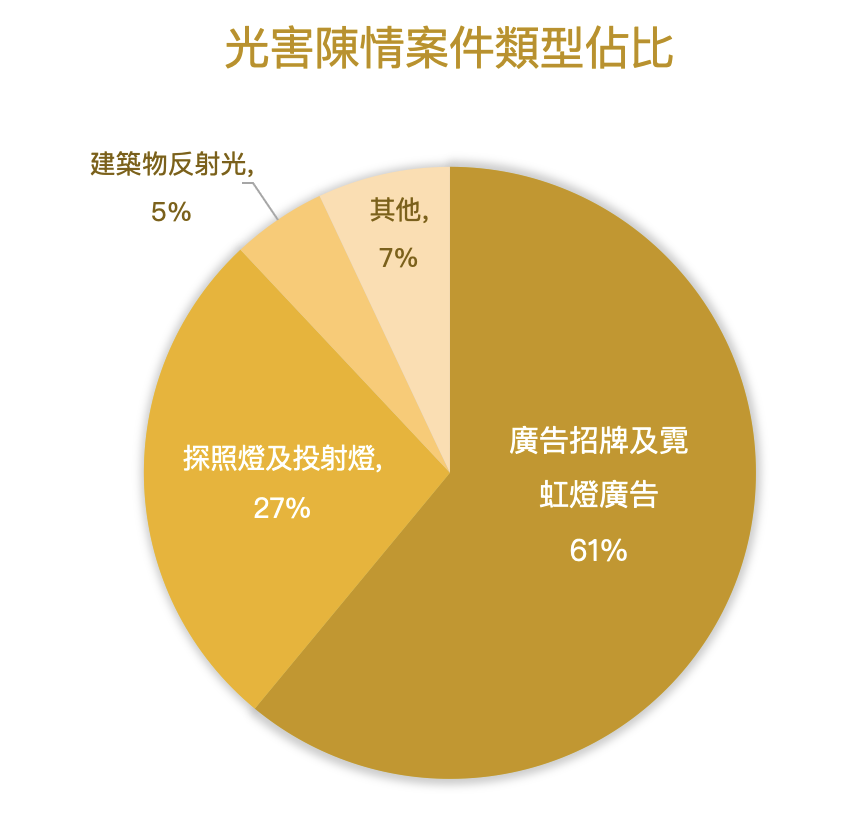 光害陳情案件類型佔比
建築物反射光,
5%
其他,
7%
廣告招牌及霓
虹燈廣告
61%
探照燈及投射燈,
27%